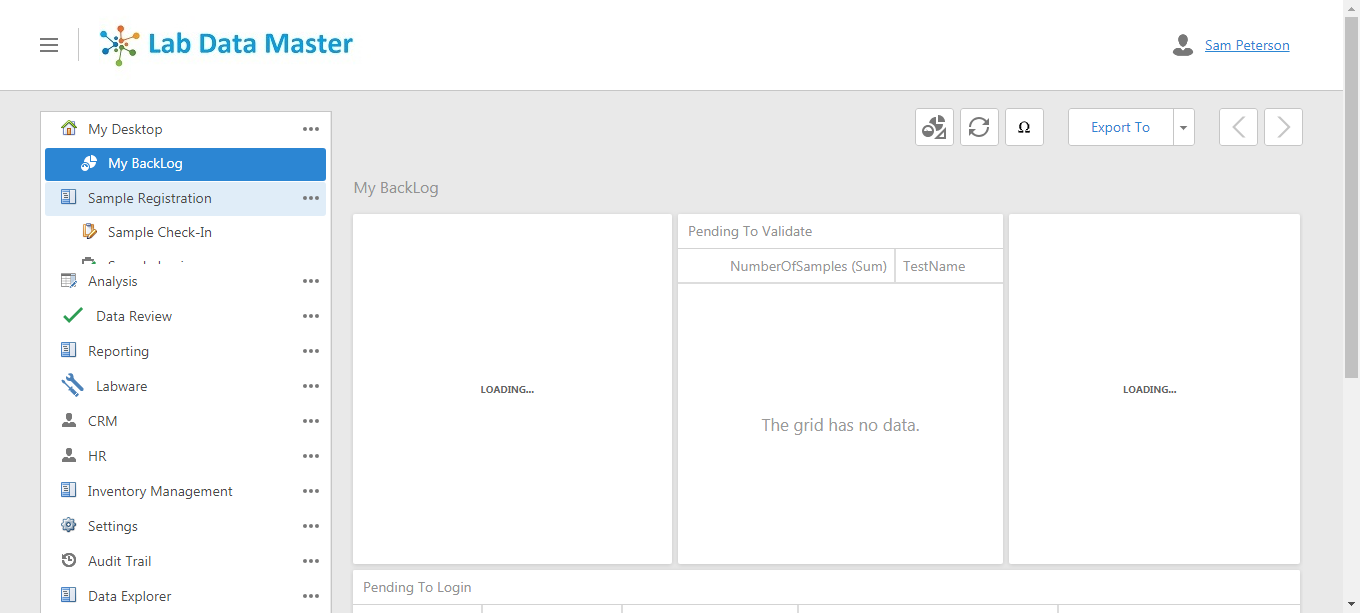 Lab Data Master
Sam Peterson
My Desktop
My BackLog
Sample Registration
Sample Check-In
Analysis
Data Review
Reporting
Labware
CRM
HR
Inventory Management
Settings
Audit Trail
Data Explorer
Ω
Export To
My BackLog
LOADING...
Pending To Validate
NumberOfSamples (Sum) TestName
The grid has no data.
LOADING...
Pending To Login